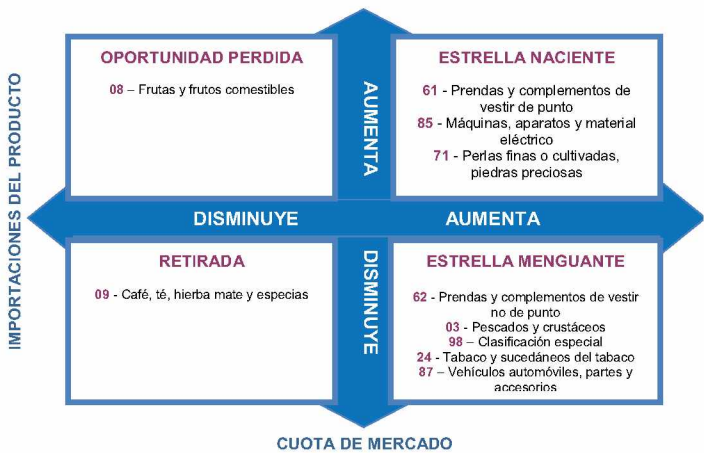 IMPORTACIONES DEL PRODUCTO
OPORTUNIDAD PERDIDA
08 – Frutas y frutos comestibles
AUMENTA
ESTRELLA NACIENTE
61 - Prendas y complementos de
vestir de punto
85 - Máquinas, aparatos y material
eléctrico
71 - Perlas finas o cultivadas,
piedras preciosas
DISMINUYE
AUMENTA
RETIRADA
09 - Café, té, hierba mate y especias
DISMINUYE
ESTRELLA MENGUANTE
62 - Prendas y complementos de vestir
no de punto
03 - Pescados y crustáceos
98 – Clasificación especial
24 - Tabaco y sucedáneos del tabaco
87 – Vehículos automóviles, partes y
accesorios
CUOTA DE MERCADO